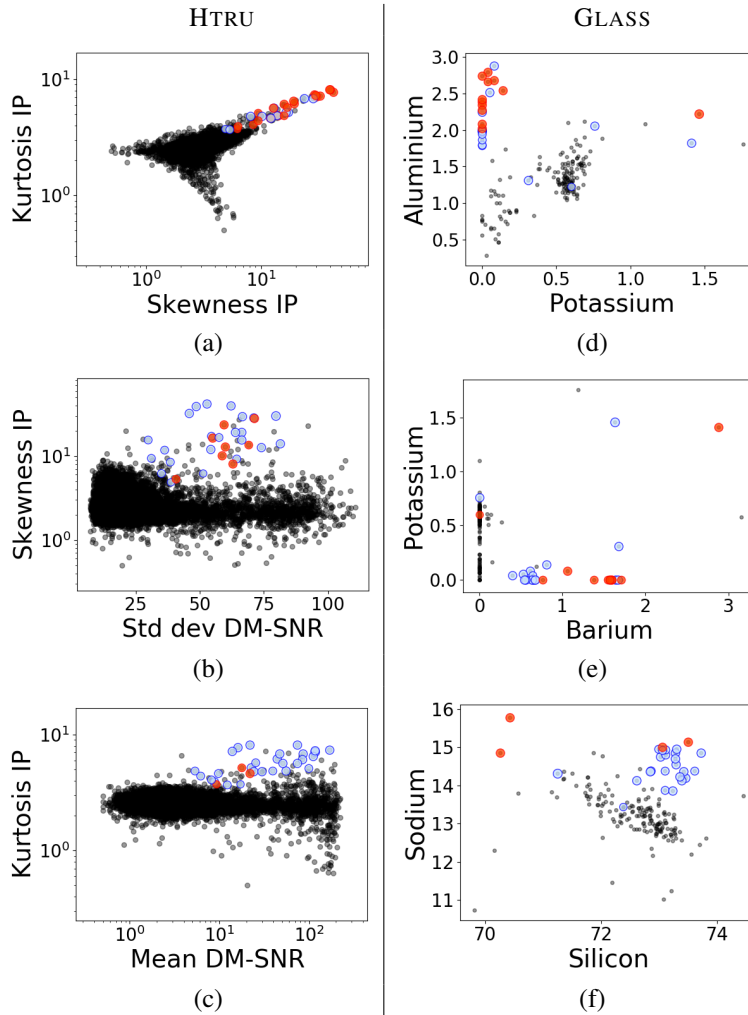 HTRU
Kurtosis IP
10^1
10^0
10^0
10^1
Skewness IP
(a)
Skewness IP
10^1
10^0
25
50
75
100
Std dev DM-SNR
(b)
Kurtosis IP
10^1
10^0
10^0
10^1
10^2
Mean DM-SNR
(c)
GLASS
Aluminium
3.0
2.5
2.0
1.5
1.0
0.5
0.0
0.5
1.0
1.5
Potassium
(d)
Potassium
1.5
1.0
0.5
0.0
0
1
2
3
Barium
(e)
Sodium
16
15
14
13
12
11
70
72
74
Silicon
(f)